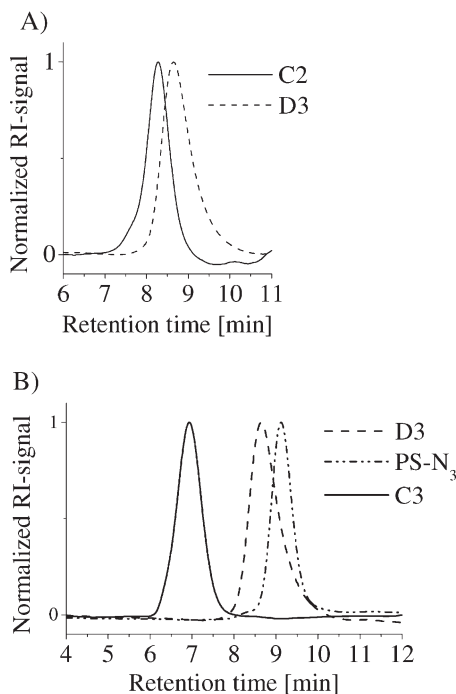 A)
Normalized RI-signal
1
0
C2
D3
6 7 8 9 10 11
Retention time [min]
B)
Normalized RI-signal
1
0
D3
PS-N₃
C3
4 5 6 7 8 9 10 11 12
Retention time [min]